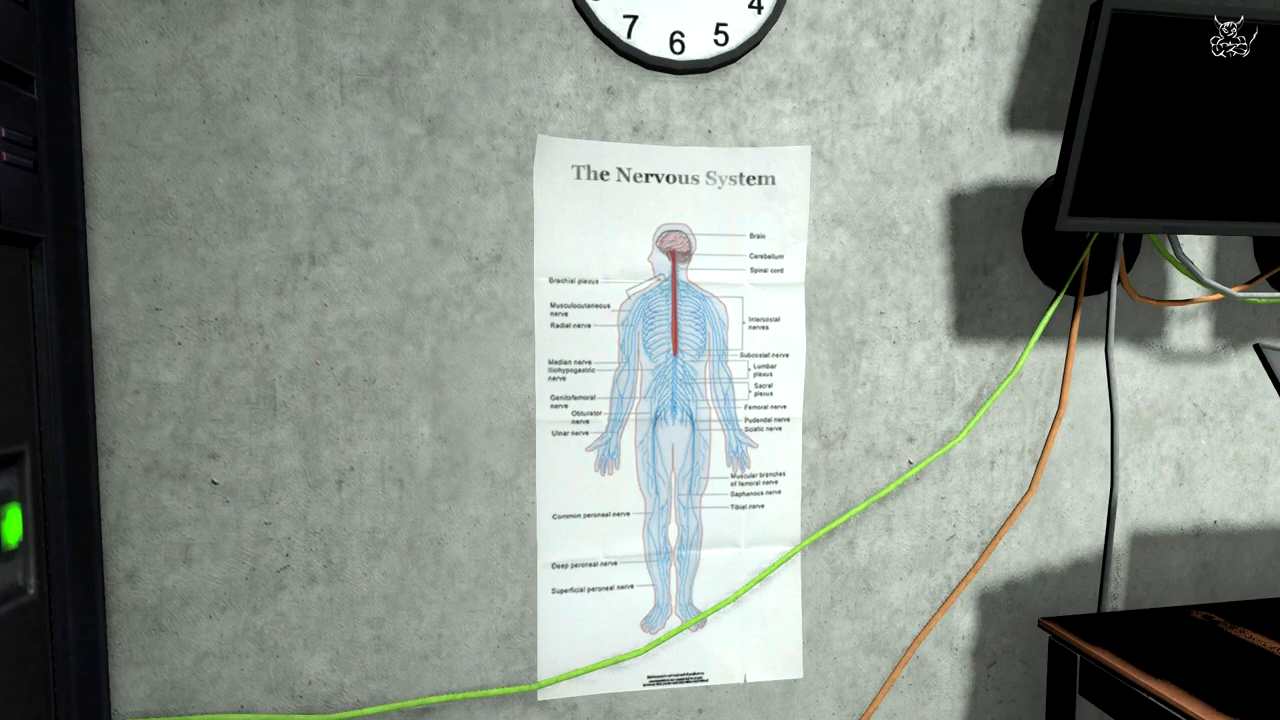 4
7
6
5
The Nervous System
Brain
Cerebellum
Spinal cord
Brachial plexus
Musculocutaneous
nerve
Radial nerve
Intercostal
nerves
Median nerve
Iliohypogastric
nerve
Subcostal nerve
Lumbar
plexus
Sacral
plexus
Genitofemoral
nerve
Obturator
nerve
Ulnar nerve
Femoral nerve
Pudendal nerve
Sciatic nerve
Muscular branches
of femoral nerve
Saphenous nerve
Tibial nerve
Common peroneal nerve
Deep peroneal nerve
Superficial peroneal nerve